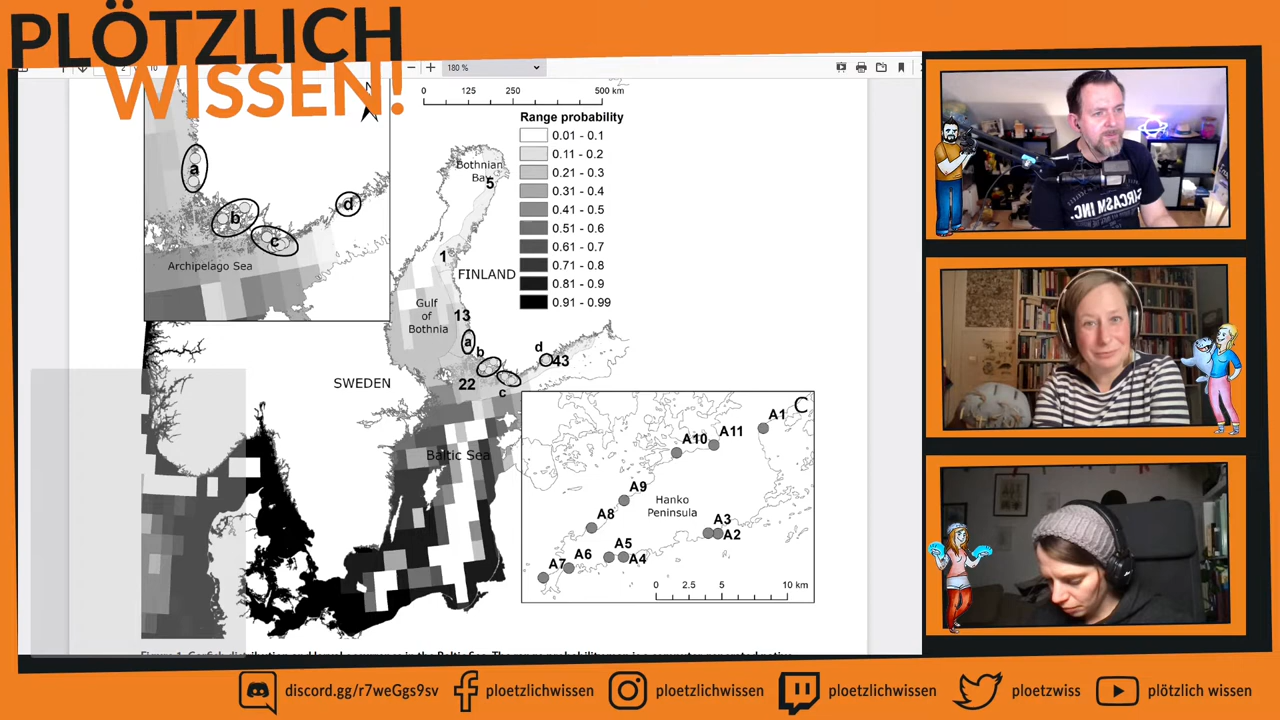 PLÖTZLICH
WISSEN!
180 %
0 125 250 500 km
Range probability
0.01 - 0.1
0.11 - 0.2
0.21 - 0.3
0.31 - 0.4
0.41 - 0.5
0.51 - 0.6
0.61 - 0.7
0.71 - 0.8
0.81 - 0.9
0.91 - 0.99
N
a
b
c
d
Archipelago Sea
Bothnian
Bay
5
1
FINLAND
Gulf
of
Bothnia
13
a
b
c
d
43
22
SWEDEN
Baltic Sea
C
A1
A11
A10
A9
Hanko
Peninsula
A8
A3
A2
A5
A4
A6
A7
0 2.5 5 10 km
SARCASM INC.
discord.gg/r7weGgs9sv
ploetzlichwissen
ploetzlichwissen
ploetzlichwissen
ploetzwiss
plötzlich wissen